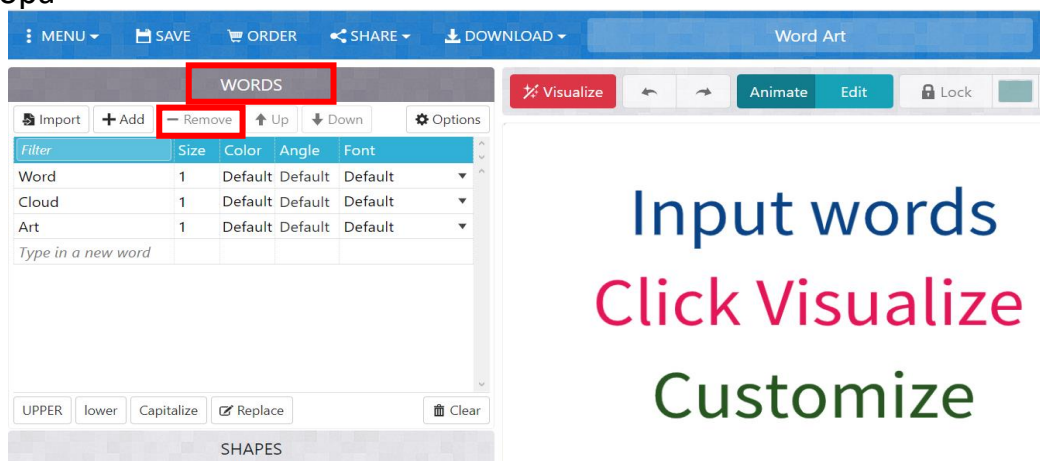 MENU SAVE ORDER SHARE DOWNLOAD Word Art
WORDS
Visualize Animate Edit Lock
Import Add Remove Up Down Options
Filter Size Color Angle Font
Word 1 Default Default Default
Cloud 1 Default Default Default
Art 1 Default Default Default
Type in a new word
Input words
Click Visualize
Customize
UPPER lower Capitalize Replace Clear
SHAPES